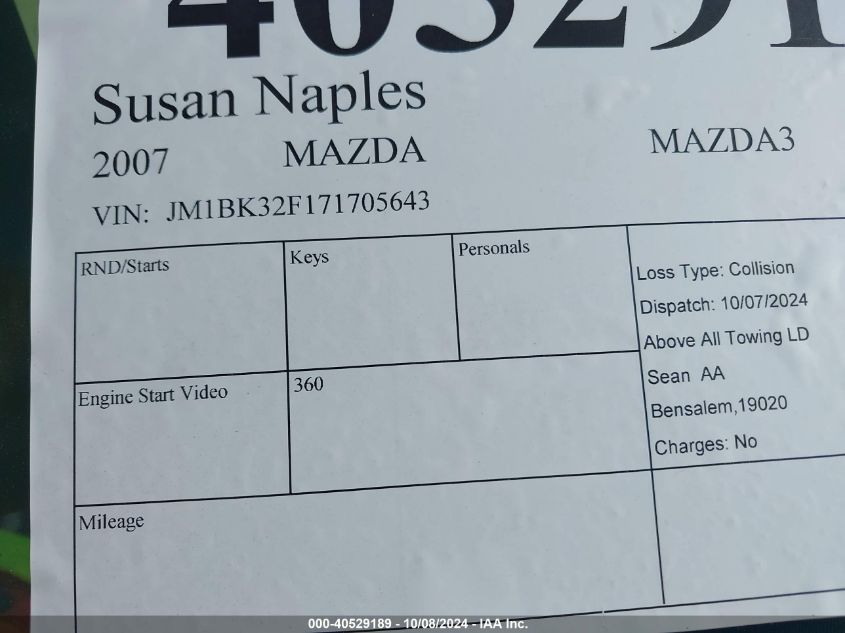 Susan Naples
2007 MAZDA MAZDA3
VIN: JM1BK32F171705643
RND/Starts Keys Personals
Loss Type: Collision
Dispatch: 10/07/2024
Above All Towing LD
Sean AA
Bensalem,19020
Charges: No
Engine Start Video 360
Mileage
000-40529189 - 10/08/2024 - IAA Inc.